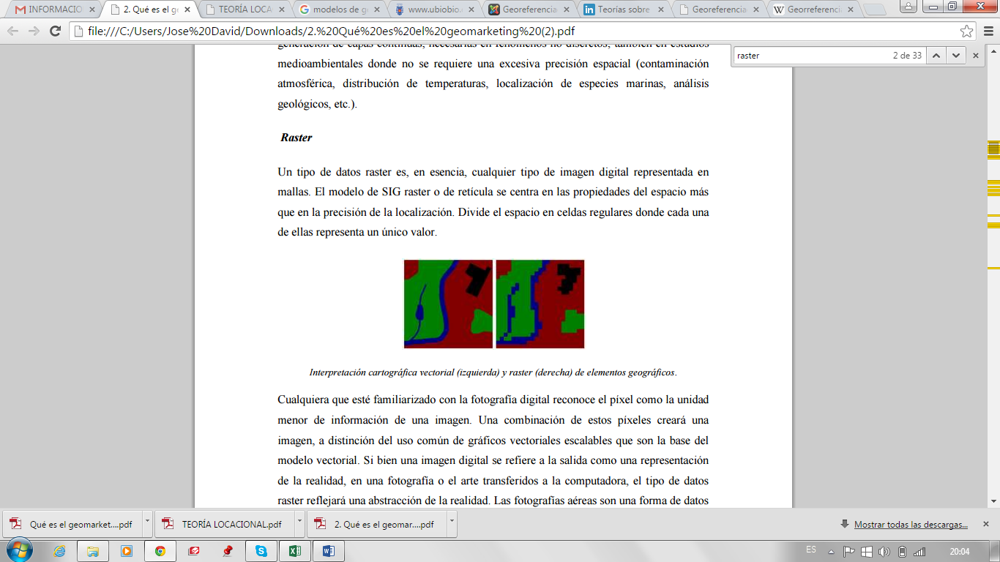 INFORMACIO
2. Qué es el ge
TEORÍA LOCA
modelos de g
www.ubiobio.
Georeferencia
Teorías sobre
Georeferencia
Georreferenci
file:///C:/Users/Jose%20David/Downloads/2.%20Qué%20es%20el%20geomarketing%20(2).pdf
raster
2 de 33
generación de capas continuas, necesarias en fenómenos no discretos; también en estudios
medioambientales donde no se requiere una excesiva precisión espacial (contaminación
atmosférica, distribución de temperaturas, localización de especies marinas, análisis
geológicos, etc.).
Raster
Un tipo de datos raster es, en esencia, cualquier tipo de imagen digital representada en
mallas. El modelo de SIG raster o de retícula se centra en las propiedades del espacio más
que en la precisión de la localización. Divide el espacio en celdas regulares donde cada una
de ellas representa un único valor.
Interpretación cartográfica vectorial (izquierda) y raster (derecha) de elementos geográficos.
Cualquiera que esté familiarizado con la fotografía digital reconoce el píxel como la unidad
menor de información de una imagen. Una combinación de estos píxeles creará una
imagen, a distinción del uso común de gráficos vectoriales escalables que son la base del
modelo vectorial. Si bien una imagen digital se refiere a la salida como una representación
de la realidad, en una fotografía o el arte transferidos a la computadora, el tipo de datos
raster reflejará una abstracción de la realidad. Las fotografías aéreas son una forma de datos
Qué es el geomarket....pdf
TEORÍA LOCACIONAL.pdf
2. Qué es el geomar....pdf
Mostrar todas las descargas...
ES
20:04